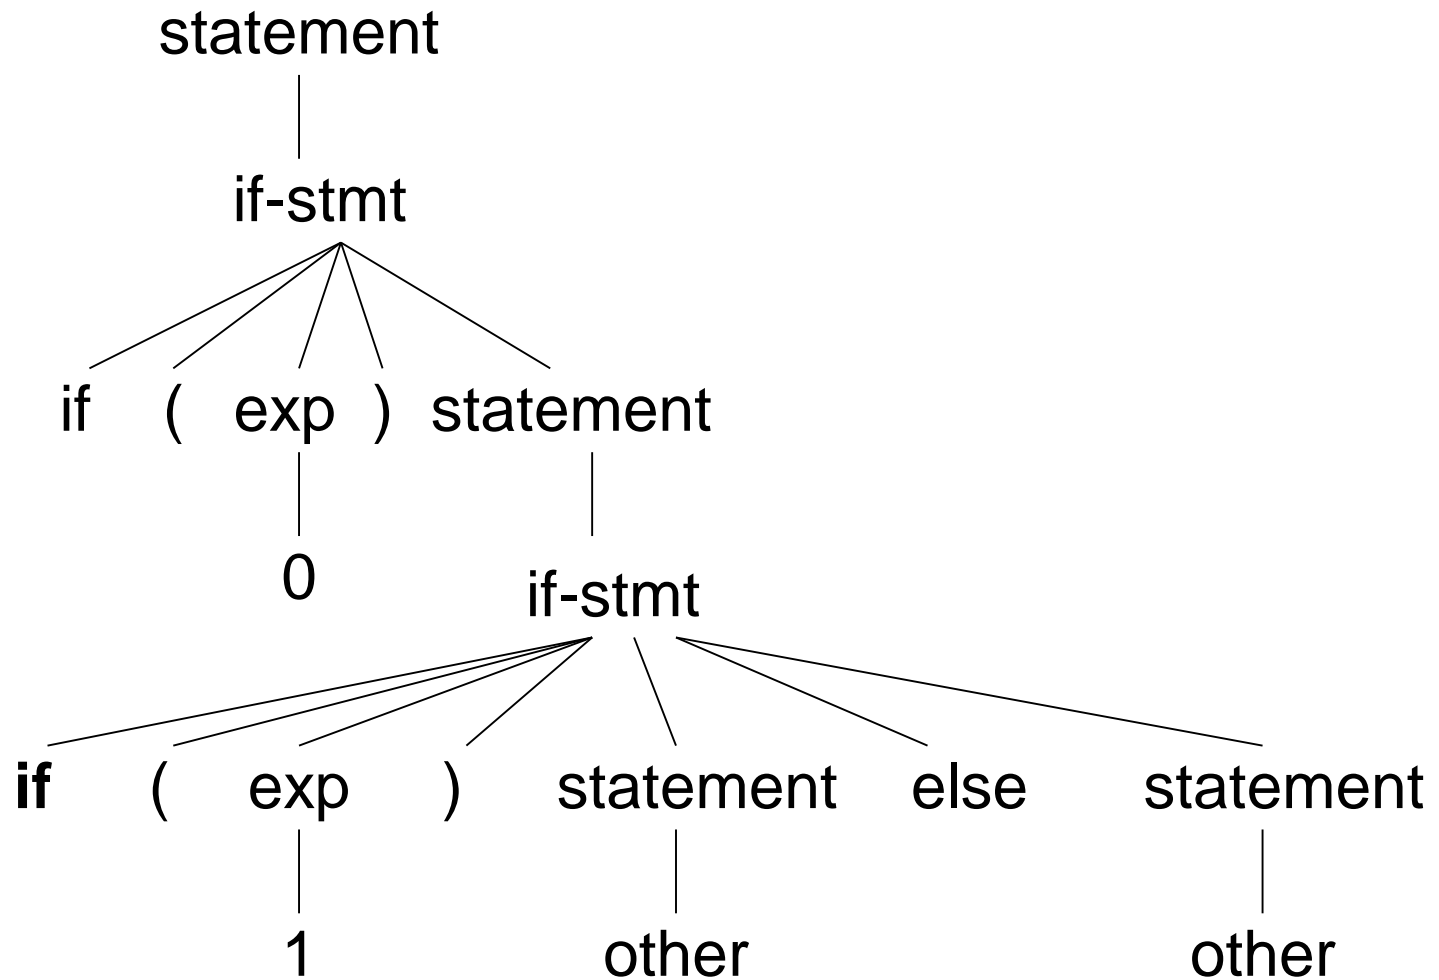 statement
if-stmt
if ( exp ) statement
0
if-stmt
if ( exp ) statement else statement
1 other other